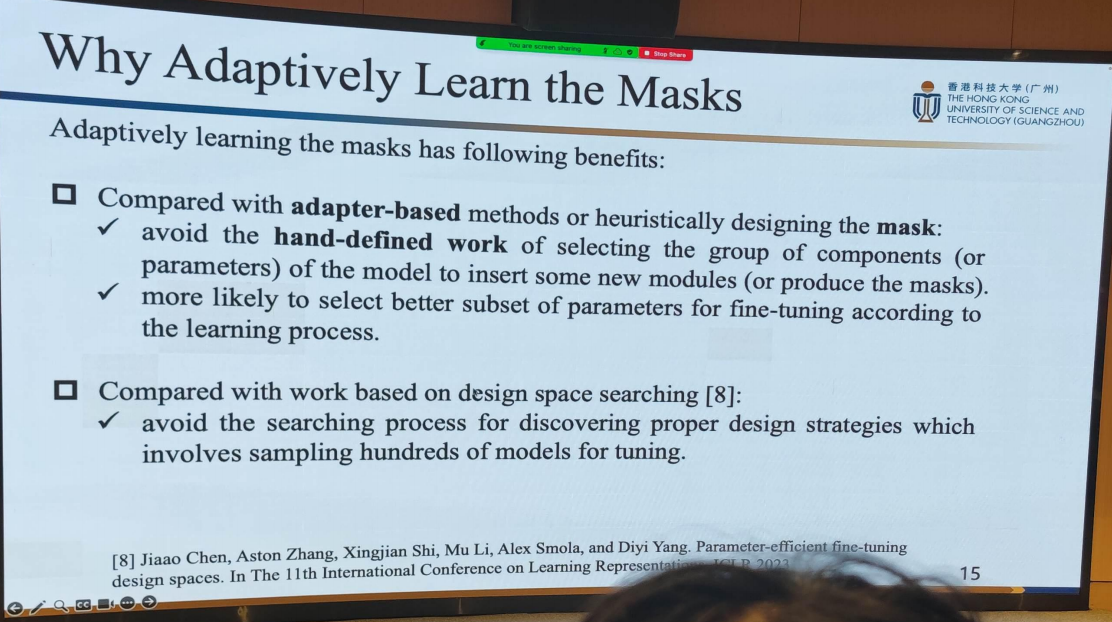 You are screen sharing
Stop Share
Why Adaptively Learn the Masks
香港科技大学(广州)
THE HONG KONG
UNIVERSITY OF SCIENCE AND
TECHNOLOGY (GUANGZHOU)
Adaptively learning the masks has following benefits:
Compared with adapter-based methods or heuristically designing the mask:
✓ avoid the hand-defined work of selecting the group of components (or
parameters) of the model to insert some new modules (or produce the masks).
✓ more likely to select better subset of parameters for fine-tuning according to
the learning process.
Compared with work based on design space searching [8]:
✓ avoid the searching process for discovering proper design strategies which
involves sampling hundreds of models for tuning.
[8] Jiaao Chen, Aston Zhang, Xingjian Shi, Mu Li, Alex Smola, and Diyi Yang. Parameter-efficient fine-tuning
design spaces. In The 11th International Conference on Learning Representations, ICLR 2023
15
CC